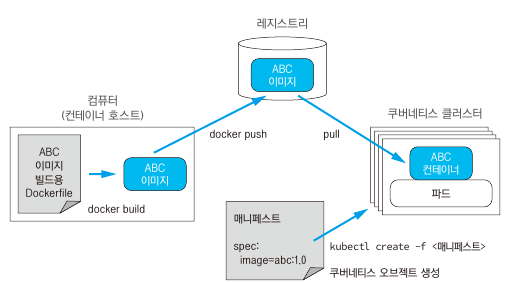 레지스트리
ABC
이미지
컴퓨터
(컨테이너 호스트)
쿠버네티스 클러스터
docker push
pull
ABC
이미지
빌드용
Dockerfile
ABC
이미지
docker build
ABC
컨테이너
파드
매니페스트
spec:
image=abc:1.0
kubectl create -f <매니페스트>
쿠버네티스 오브젝트 생성